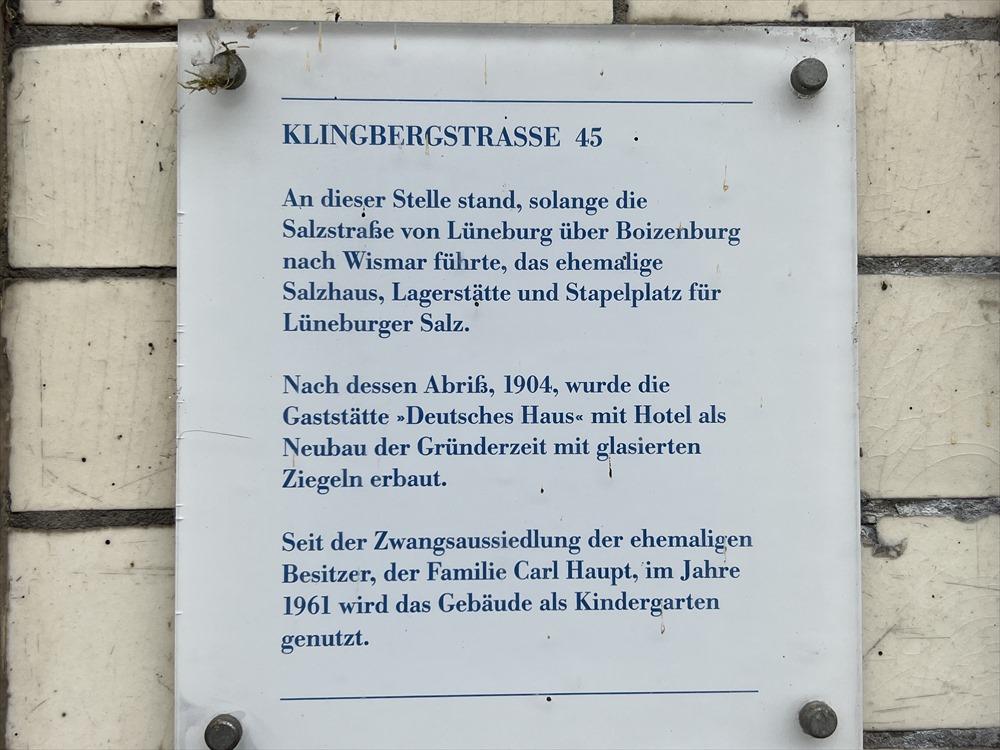 KLINGBERGSTRASSE 45
An dieser Stelle stand, solange die
Salzstraße von Lüneburg über Boizenburg
nach Wismar führte, das ehemalige
Salzhaus, Lagerstätte und Stapelplatz für
Lüneburger Salz.
Nach dessen Abriß, 1904, wurde die
Gaststätte »Deutsches Haus« mit Hotel als
Neubau der Gründerzeit mit glasierten
Ziegeln erbaut.
Seit der Zwangsaussiedlung der ehemaligen
Besitzer, der Familie Carl Haupt, im Jahre
1961 wird das Gebäude als Kindergarten
genutzt.